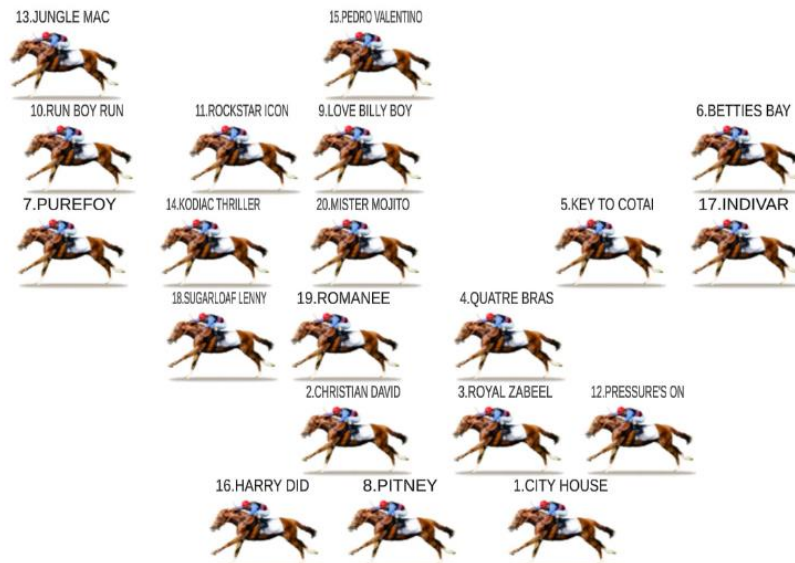 13.JUNGLE MAC 15.PEDRO VALENTINO
10.RUN BOY RUN 11.ROCKSTAR ICON 9.LOVE BILLY BOY 6.BETTIES BAY
7.PUREFOY 14.KODIAC THRILLER 20.MISTER MOJITO 5.KEY TO COTAI 17.INDIVAR
18.SUGARLOAF LENNY 19.ROMANEE 4.QUATRE BRAS
2.CHRISTIAN DAVID 3.ROYAL ZABEEL 12.PRESSURE'S ON
16.HARRY DID 8.PITNEY 1.CITY HOUSE